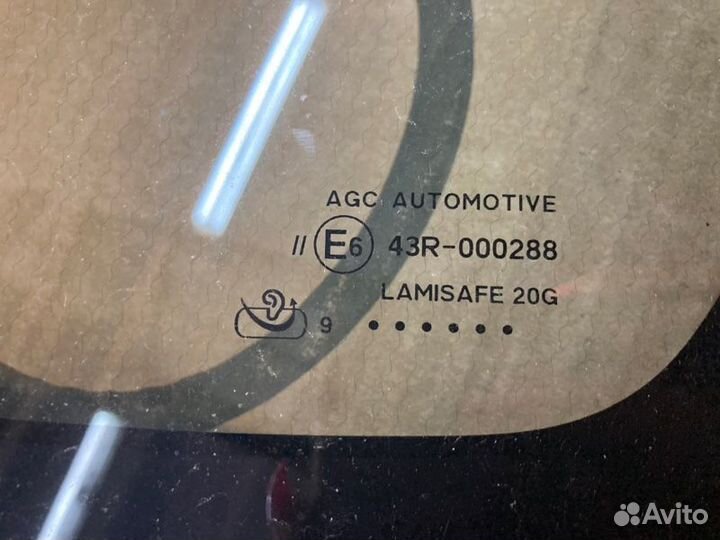 AGC AUTOMOTIVE
// E6 43R-000288
LAMISAFE 20G
9 ••••••
Avito